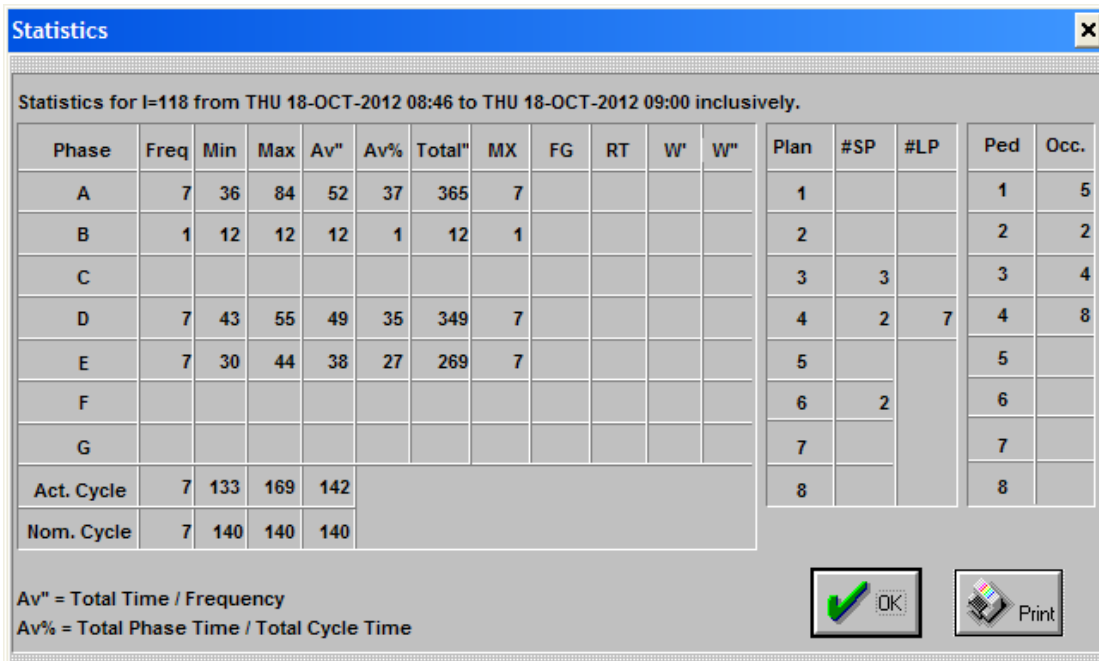 Statistics
Statistics for I=118 from THU 18-OCT-2012 08:46 to THU 18-OCT-2012 09:00 inclusively.
Phase Freq Min Max Av" Av% Total" MX FG RT W' W" Plan #SP #LP Ped Occ.
A 7 36 84 52 37 365 7 1 1 5
B 1 12 12 12 1 12 1 2 2 2
C 3 3 3 4
D 7 43 55 49 35 349 7 4 2 7 4 8
E 7 30 44 38 27 269 7 5 5
F 6 2 6
G 7 7
Act. Cycle 7 133 169 142 8 8
Nom. Cycle 7 140 140 140
Av" = Total Time / Frequency
Av% = Total Phase Time / Total Cycle Time
OK
Print